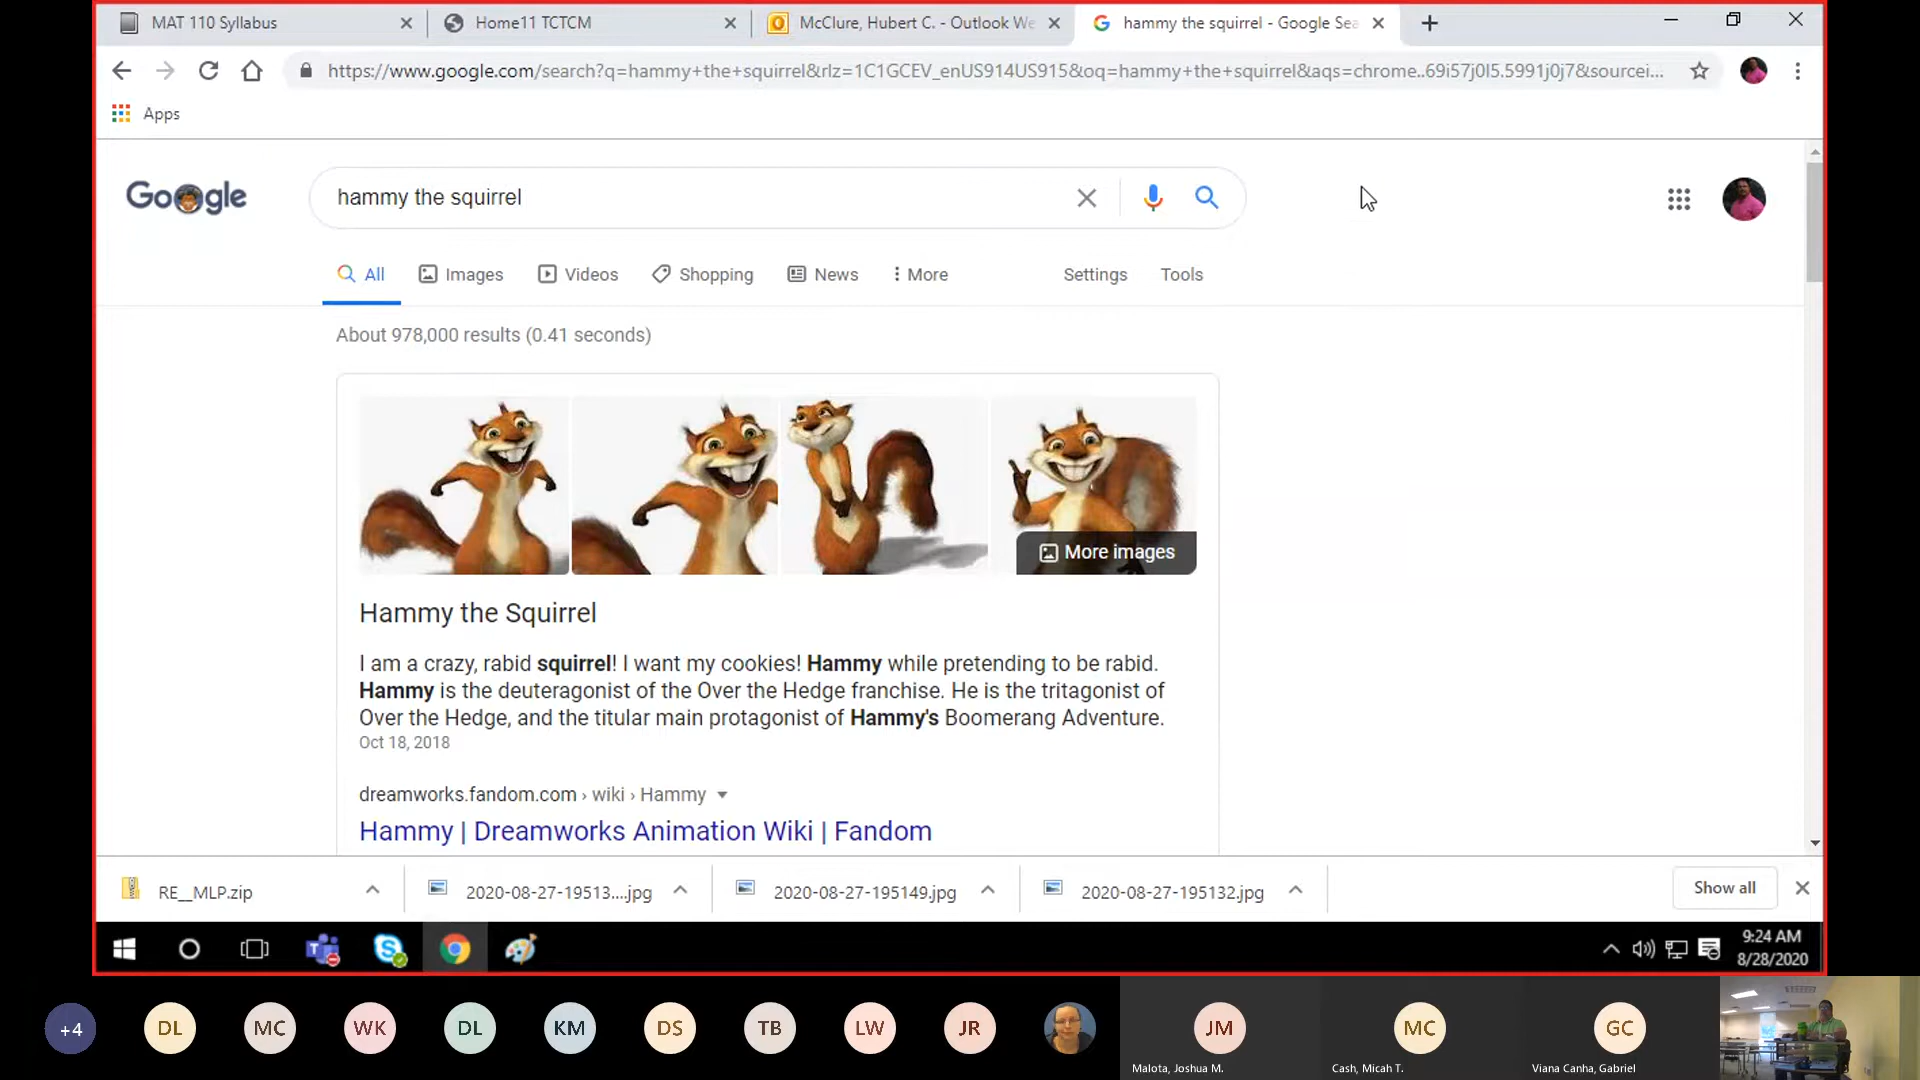 MAT 110 Syllabus
Home11 TCTCM
McClure, Hubert C. - Outlook We
hammy the squirrel - Google Sea
https://www.google.com/search?q=hammy+the+squirrel&rlz=1C1GCEV_enUS914US915&oq=hammy+the+squirrel&aqs=chrome..69i57j0l5.5991j0j7&sourcei...
Apps
Google
hammy the squirrel
All
Images
Videos
Shopping
News
More
Settings
Tools
About 978,000 results (0.41 seconds)
More images
Hammy the Squirrel
I am a crazy, rabid squirrel! I want my cookies! Hammy while pretending to be rabid.
Hammy is the deuteragonist of the Over the Hedge franchise. He is the tritagonist of
Over the Hedge, and the titular main protagonist of Hammy's Boomerang Adventure.
Oct 18, 2018
dreamworks.fandom.com › wiki › Hammy
Hammy | Dreamworks Animation Wiki | Fandom
RE__MLP.zip
2020-08-27-19513....jpg
2020-08-27-195149.jpg
2020-08-27-195132.jpg
Show all
9:24 AM
8/28/2020
+4
DL
MC
WK
DL
KM
DS
TB
LW
JR
JM
MC
GC
Malota, Joshua M.
Cash, Micah T.
Viana Canha, Gabriel